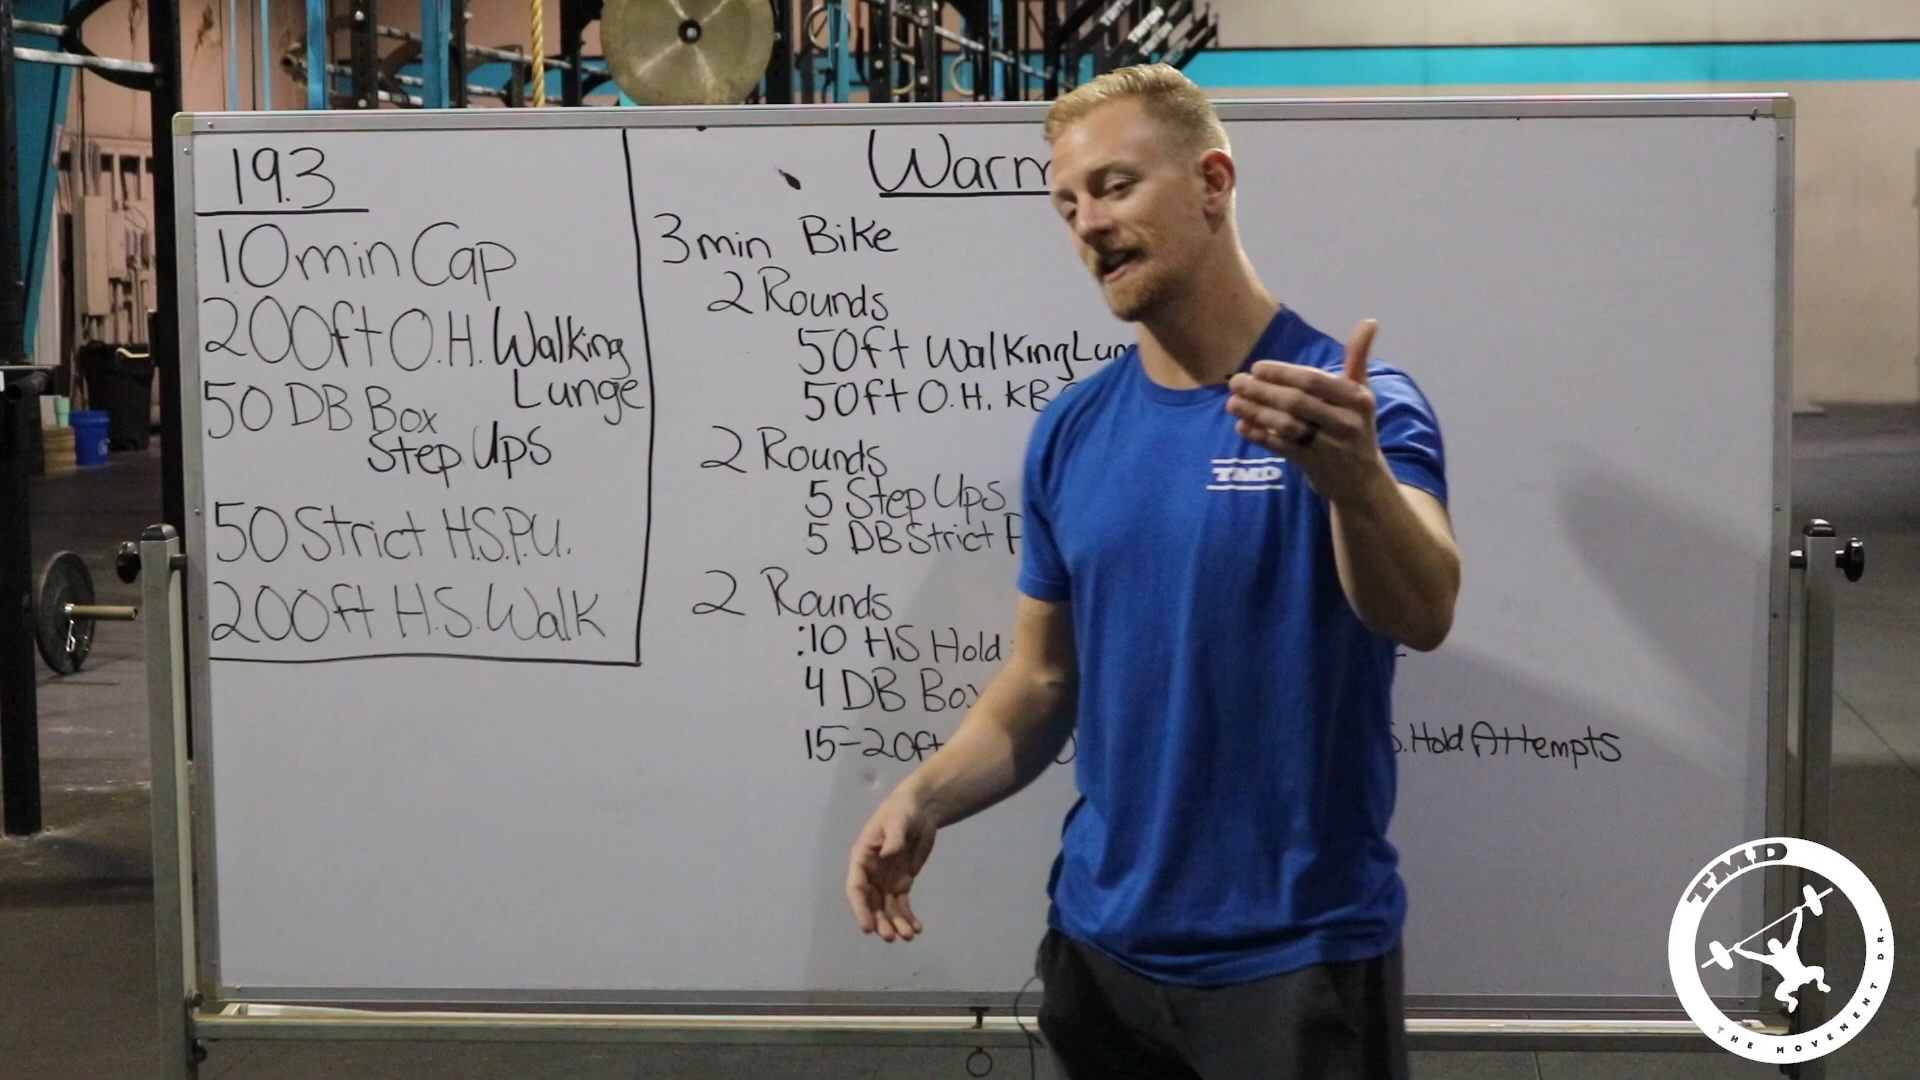 19.3
10min Cap
200ft O.H. Walking
Lunge
50 DB Box
Step Ups
50 Strict H.S.P.U.
200ft H.S. Walk
Warm
3min Bike
2 Rounds
50ft Walking Lun
50ft O.H. KB
2 Rounds
5 Step Ups
5 DB Strict P
2 Rounds
:10 HS Hold
4 DB Box
15-20ft S. Hold Attempts
TMD
TMD
THE MOVEMENT DR.